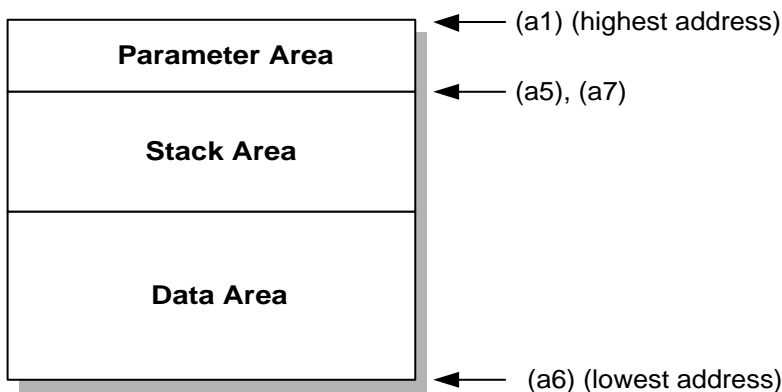 (a1) (highest address)
Parameter Area
(a5), (a7)
Stack Area
Data Area
(a6) (lowest address)